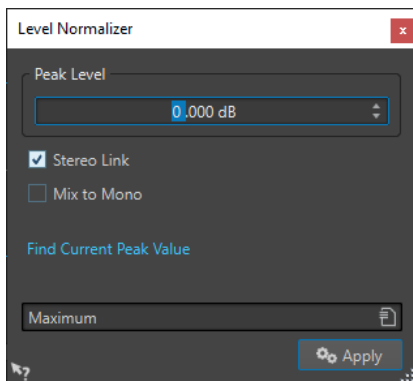 Level Normalizer
Peak Level
0.000 dB
Stereo Link
Mix to Mono
Find Current Peak Value
Maximum
Apply